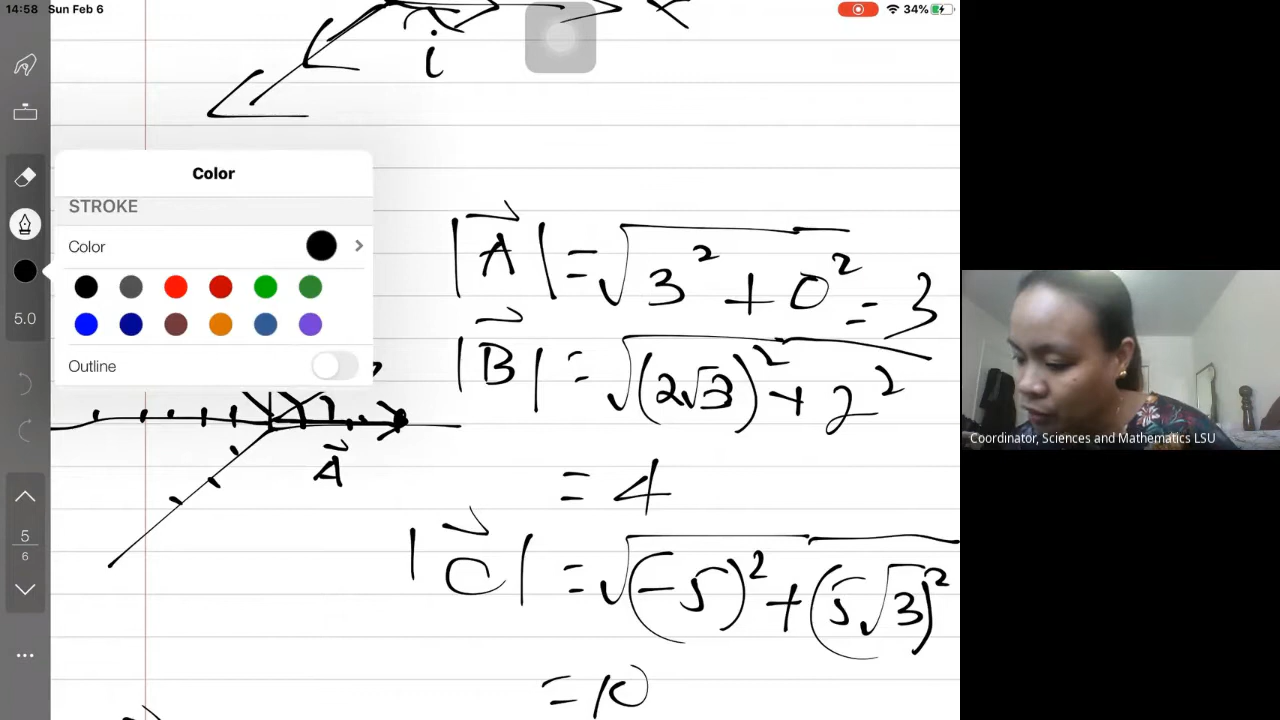 14:58 Sun Feb 6
34%
x
i
Color
STROKE
Color
5.0
Outline
|A⃗| = √(3² + 0²) = 3
|B⃗| = √((2√3)² + 2²)
= 4
A⃗
|C⃗| = √((-5)² + (5√3)²)
= 10
5
6
Coordinator, Sciences and Mathematics LSU